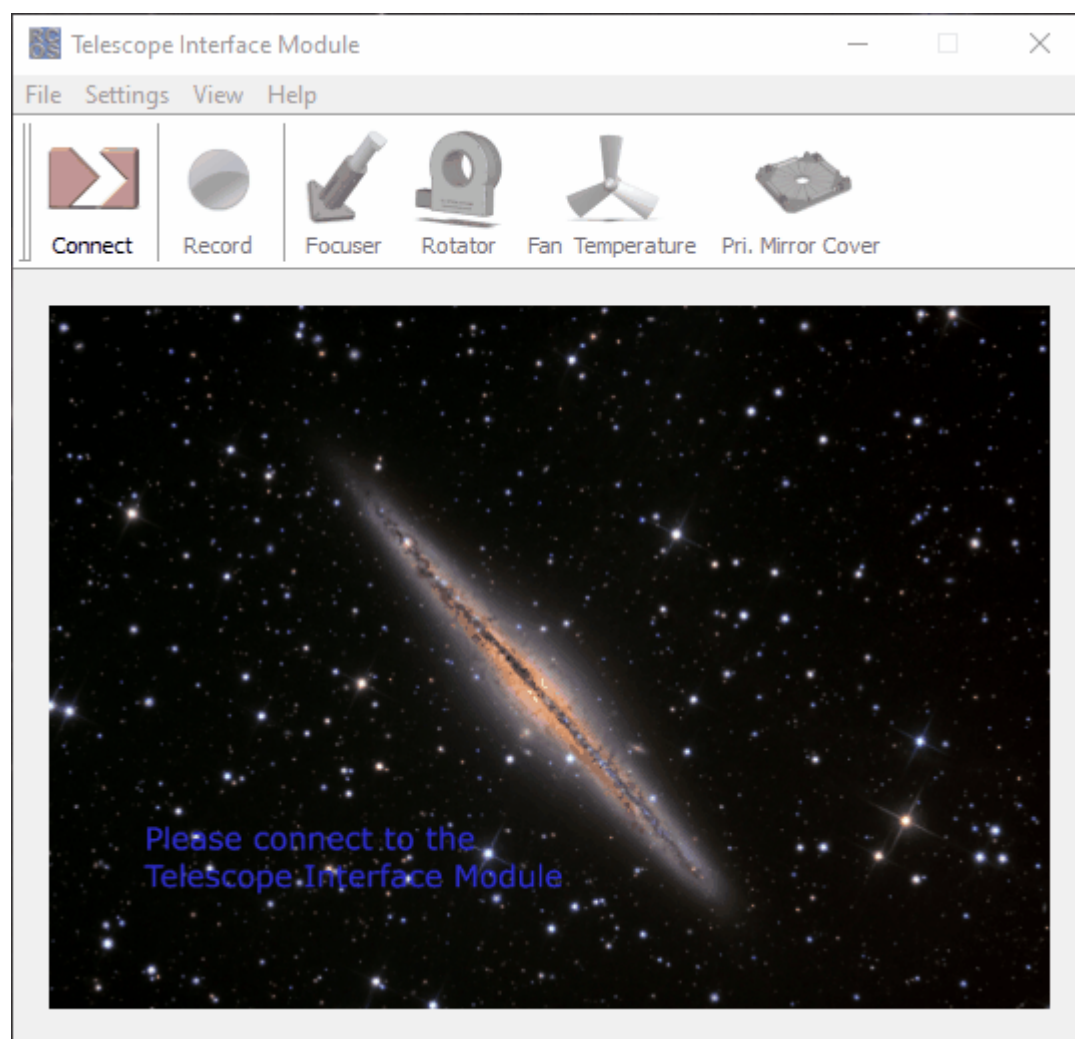 Telescope Interface Module
File Settings View Help
Connect Record Focuser Rotator Fan Temperature Pri. Mirror Cover
Please connect to the
Telescope Interface Module